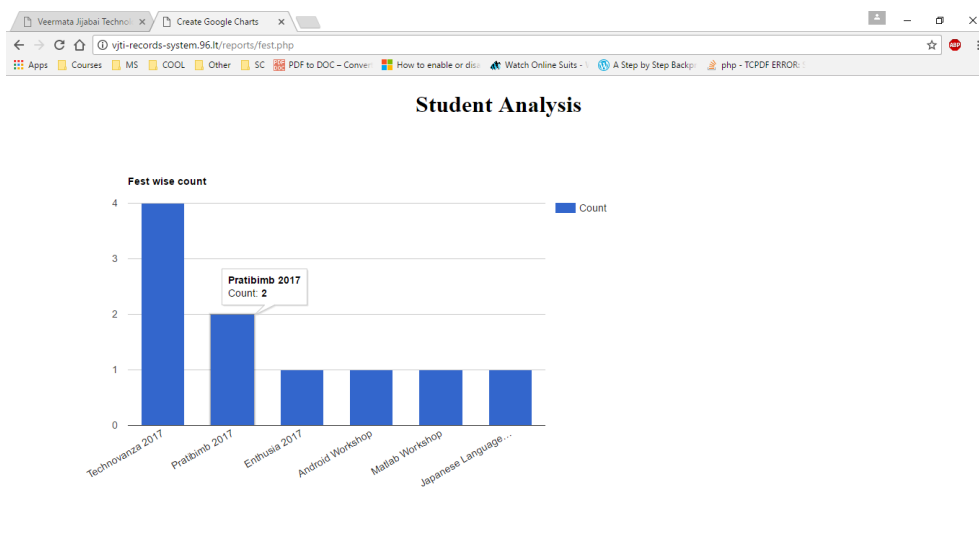 Veermata Jijabai Technol
Create Google Charts
vjti-records-system.96.lt/reports/fest.php
ABP
Apps Courses MS COOL Other SC PDF to DOC – Conver How to enable or disa Watch Online Suits - A Step by Step Backp php - TCPDF ERROR:
Student Analysis
Fest wise count
4
Count
3
Pratibimb 2017
Count: 2
2
1
0
Technovanza 2017
Pratibimb 2017
Enthusia 2017
Android Workshop
Matlab Workshop
Japanese Language...